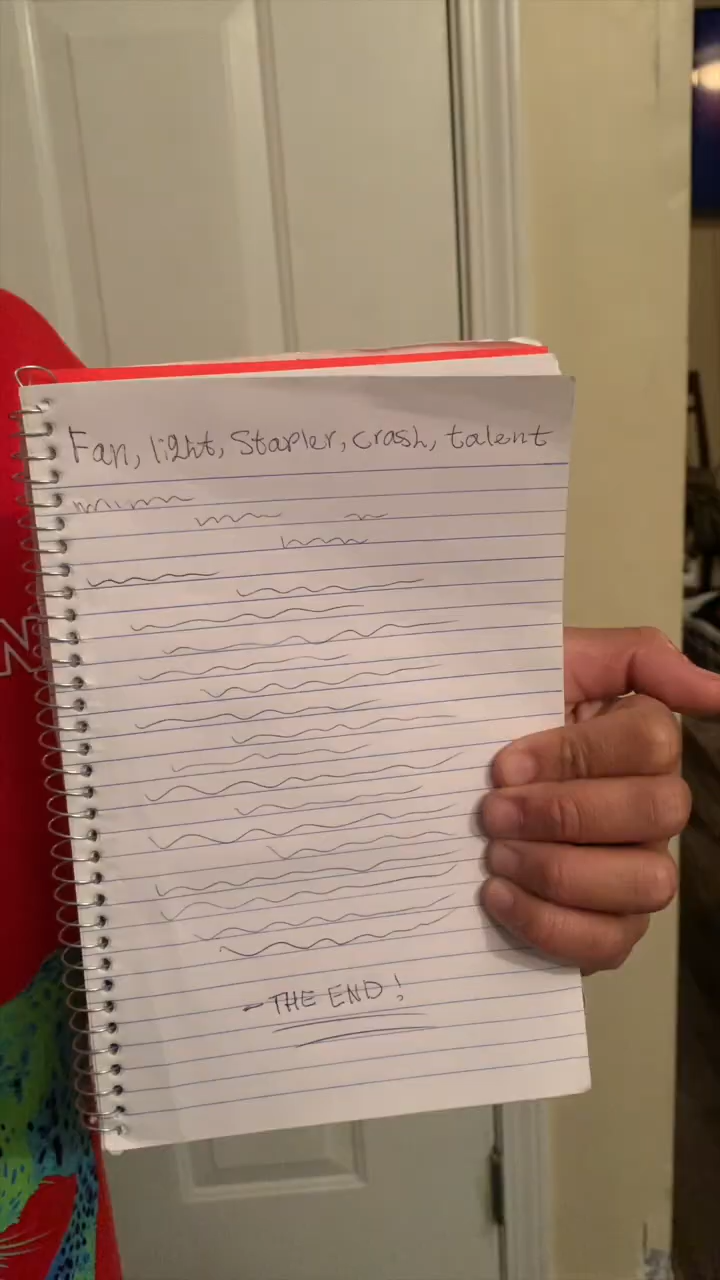 Fan, light, Stapler, crash, talent
- THE END!